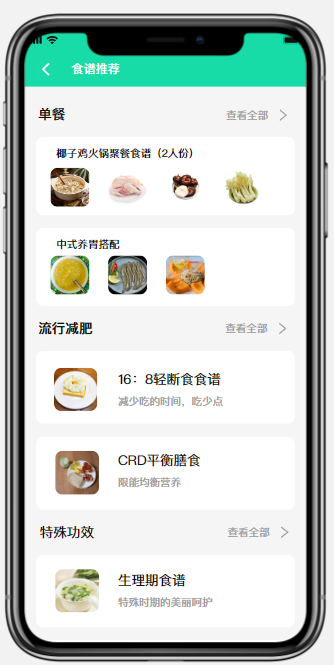 食谱推荐
单餐 查看全部
椰子鸡火锅聚餐食谱（2人份）
中式养胃搭配
流行减肥 查看全部
16：8轻断食食谱
减少吃的时间，吃少点
CRD平衡膳食
限能均衡营养
特殊功效 查看全部
生理期食谱
特殊时期的美丽呵护